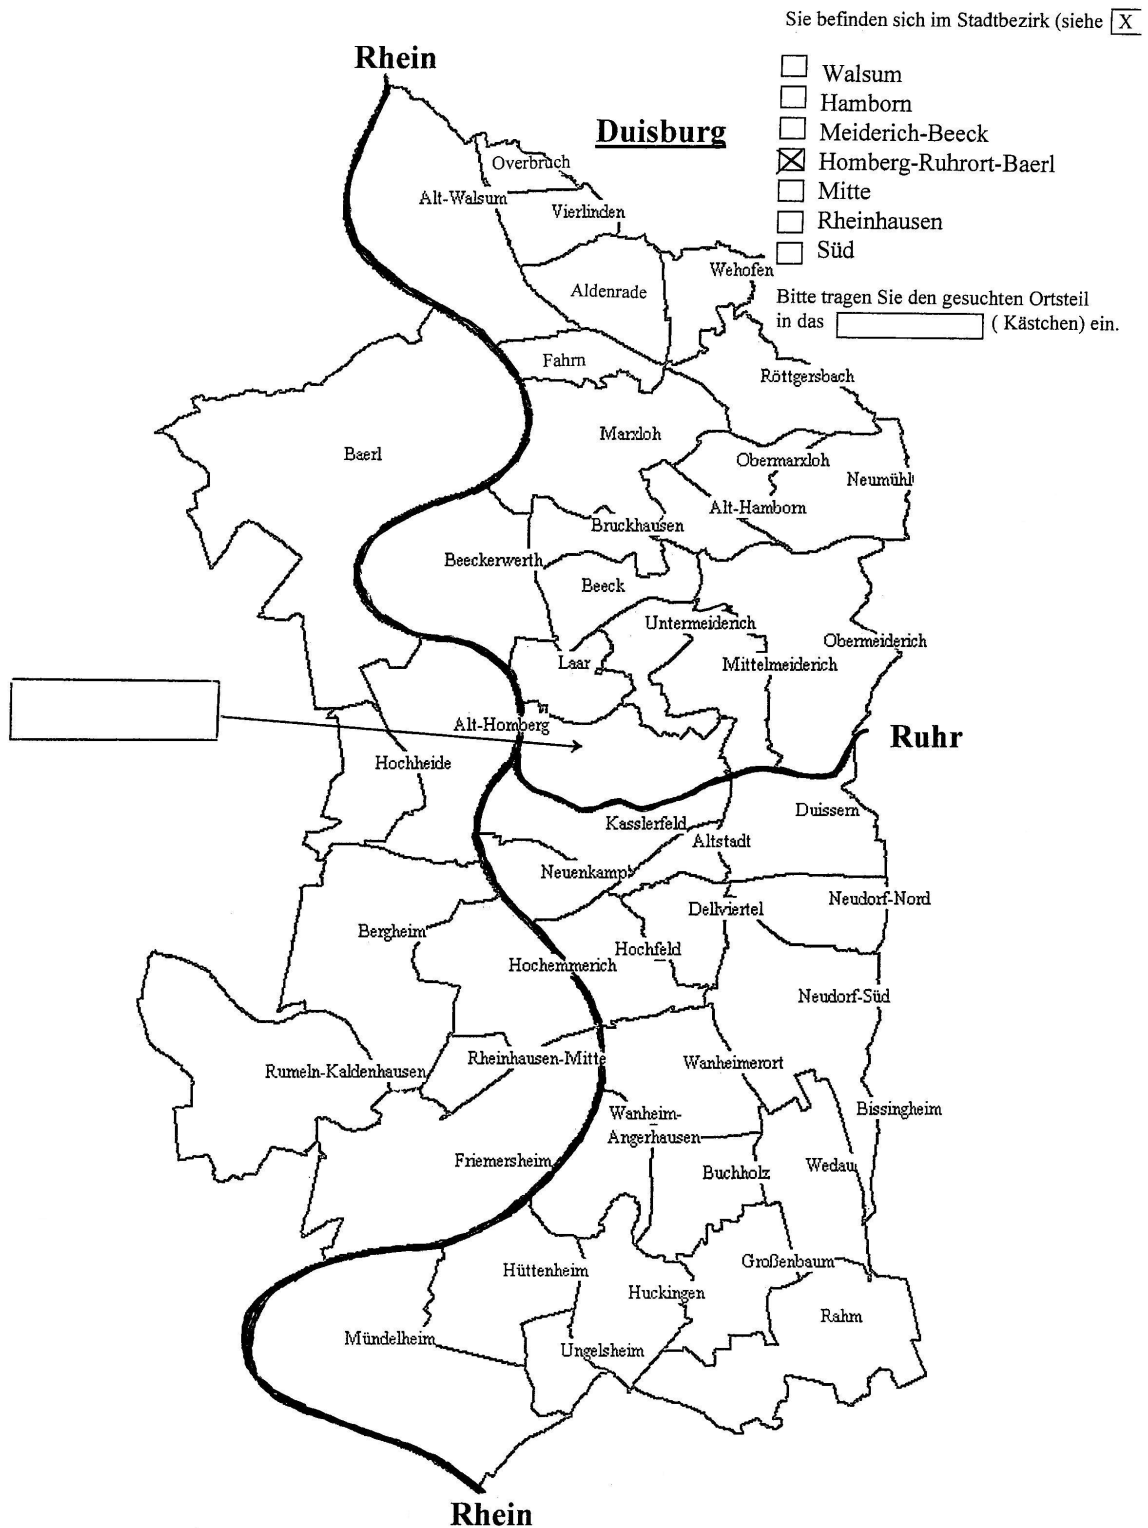 Sie befinden sich im Stadtbezirk (siehe X
Rhein
Duisburg
Walsum
Hamborn
Meiderich-Beeck
Homberg-Ruhrort-Baerl
Mitte
Rheinhausen
Süd
Bitte tragen Sie den gesuchten Ortsteil
in das ( Kästchen) ein.
Overbruch
Alt-Walsum
Vierlinden
Wehofen
Aldenrade
Fahrn
Röttgersbach
Marxloh
Baerl
Obermarxloh
Neumühl
Alt-Hamborn
Bruckhausen
Beeckerwerth
Beeck
Untermeiderich
Obermeiderich
Laar
Mittelmeiderich
Alt-Homberg
Ruhr
Hochheide
Duissern
Kasslerfeld
Altstadt
Neuenkamp
Neudorf-Nord
Dellviertel
Bergheim
Hochfeld
Hochemmerich
Neudorf-Süd
Rheinhausen-Mitte
Wanheimerort
Rumeln-Kaldenhausen
Bissingheim
Wanheim-
Angerhausen
Friemersheim
Buchholz
Wedau
Großenbaum
Hüttenheim
Huckingen
Rahm
Mündelheim
Ungelsheim
Rhein